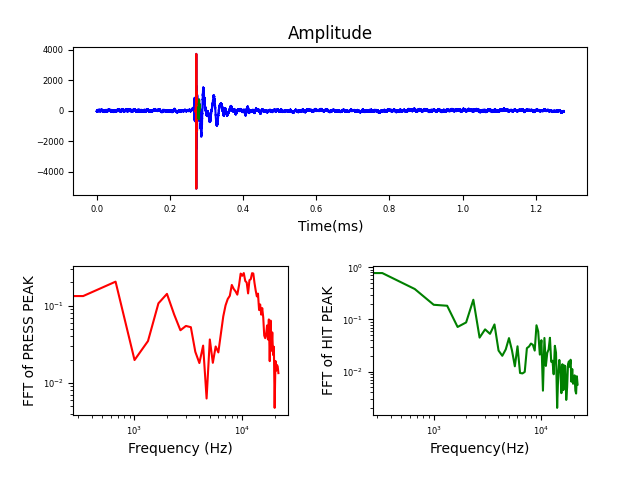 Amplitude
4000
2000
0
−2000
−4000
0.0 0.2 0.4 0.6 0.8 1.0 1.2
Time(ms)
FFT of PRESS PEAK
10⁻¹
10⁻²
10³ 10⁴
Frequency (Hz)
FFT of HIT PEAK
10⁰
10⁻¹
10⁻²
10³ 10⁴
Frequency(Hz)